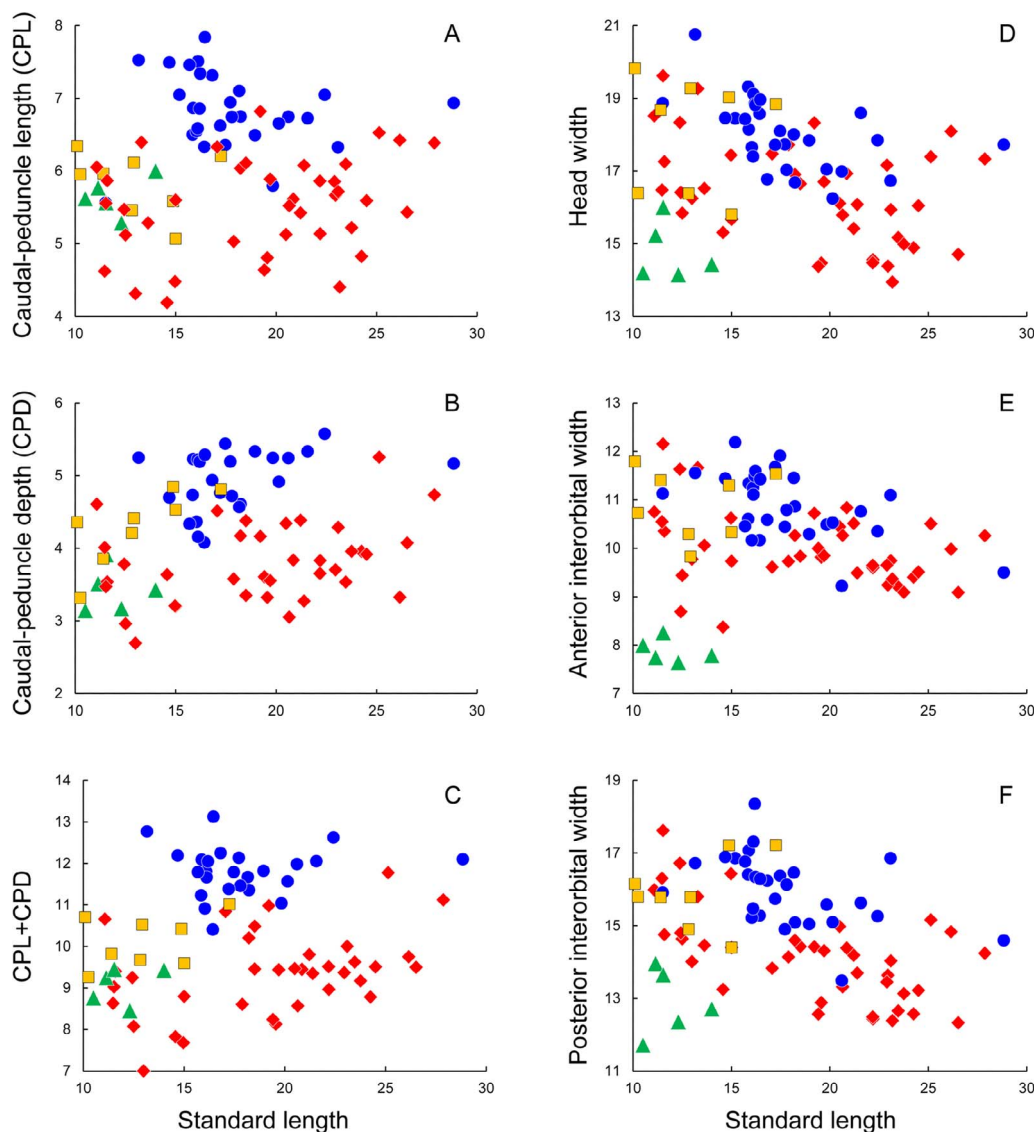 Caudal-peduncle length (CPL)
8
7
6
5
4
10 15 20 25 30
A
Head width
21
19
17
15
13
10 15 20 25 30
D
Caudal-peduncle depth (CPD)
6
5
4
3
2
10 15 20 25 30
B
Anterior interorbital width
13
11
9
7
10 15 20 25 30
E
CPL+CPD
14
13
12
11
10
9
8
7
10 15 20 25 30
C
Standard length
Posterior interorbital width
19
17
15
13
11
10 15 20 25 30
F
Standard length